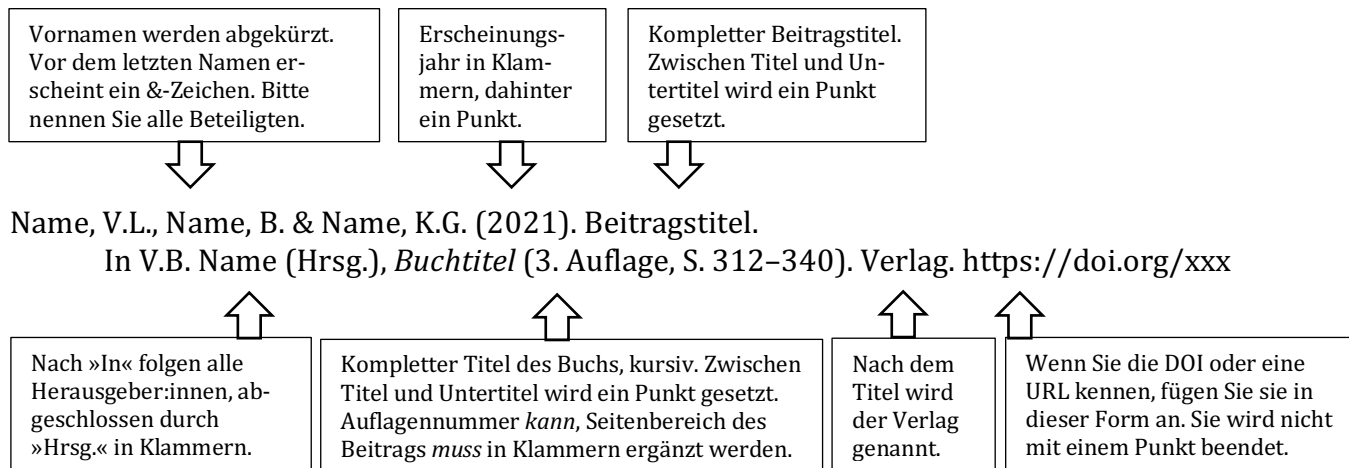 Vornamen werden abgekürzt.
Vor dem letzten Namen er-
scheint ein &-Zeichen. Bitte
nennen Sie alle Beteiligten.
Erscheinungs-
jahr in Klam-
mern, dahinter
ein Punkt.
Kompletter Beitragstitel.
Zwischen Titel und Un-
tertitel wird ein Punkt
gesetzt.
Name, V.L., Name, B. & Name, K.G. (2021). Beitragstitel.
In V.B. Name (Hrsg.), Buchtitel (3. Auflage, S. 312–340). Verlag. https://doi.org/xxx
Nach »In« folgen alle
Herausgeber:innen, ab-
geschlossen durch
»Hrsg.« in Klammern.
Kompletter Titel des Buchs, kursiv. Zwischen
Titel und Untertitel wird ein Punkt gesetzt.
Auflagennummer kann, Seitenbereich des
Beitrags muss in Klammern ergänzt werden.
Nach dem
Titel wird
der Verlag
genannt.
Wenn Sie die DOI oder eine
URL kennen, fügen Sie sie in
dieser Form an. Sie wird nicht
mit einem Punkt beendet.